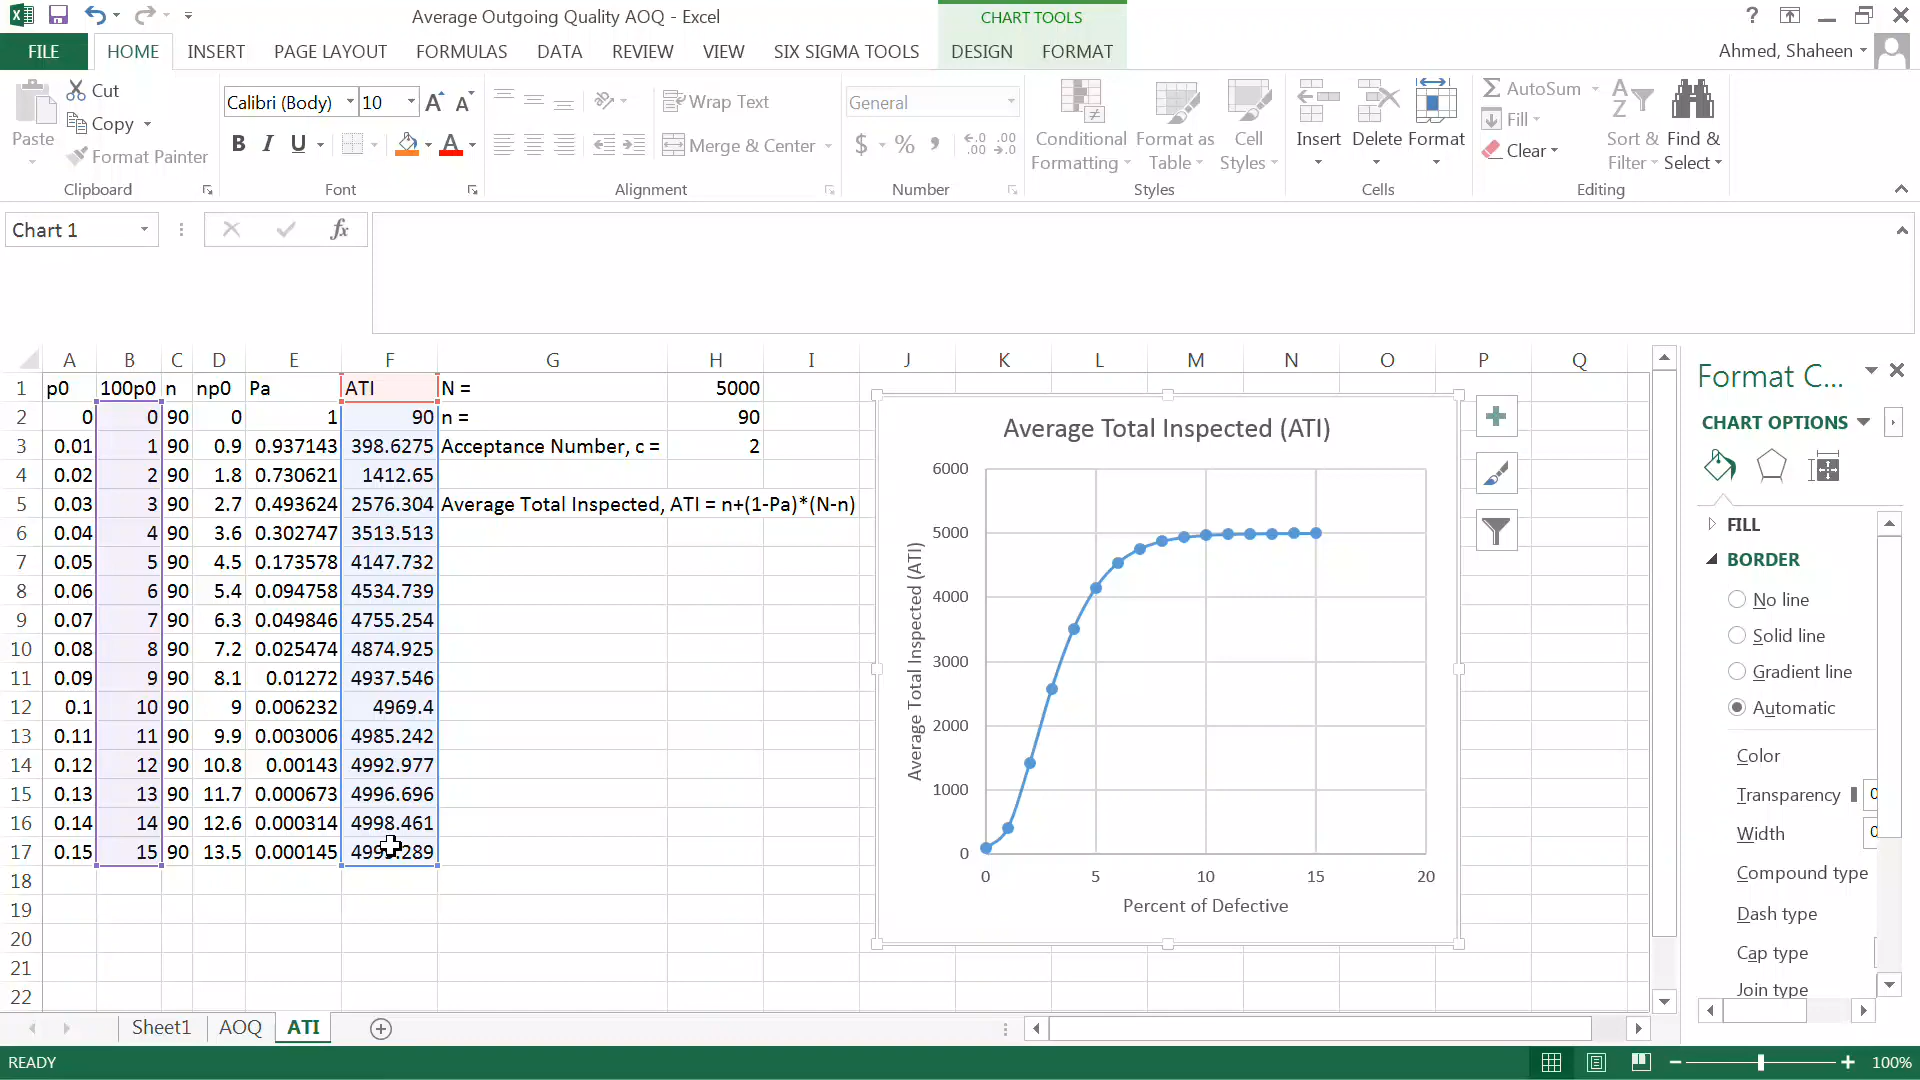 Average Outgoing Quality AOQ - Excel
CHART TOOLS
?
FILE HOME INSERT PAGE LAYOUT FORMULAS DATA REVIEW VIEW SIX SIGMA TOOLS DESIGN FORMAT
Ahmed, Shaheen
Paste
Cut
Copy
Format Painter
Clipboard
Calibri (Body) 10
B I U
Font
Wrap Text
Merge & Center
Alignment
General
$ % ,
Number
Conditional Formatting
Format as Table
Cell Styles
Styles
Insert
Delete
Format
Cells
AutoSum
Fill
Clear
Sort & Filter
Find & Select
Editing
Chart 1
fx
A B C D E F G H I J K L M N O P Q
1 p0 100p0 n np0 Pa ATI N = 5000
2 0 0 90 0 1 90 n = 90
3 0.01 1 90 0.9 0.937143 398.6275 Acceptance Number, c = 2
4 0.02 2 90 1.8 0.730621 1412.65
5 0.03 3 90 2.7 0.493624 2576.304 Average Total Inspected, ATI = n+(1-Pa)*(N-n)
6 0.04 4 90 3.6 0.302747 3513.513
7 0.05 5 90 4.5 0.173578 4147.732
8 0.06 6 90 5.4 0.094758 4534.739
9 0.07 7 90 6.3 0.049846 4755.254
10 0.08 8 90 7.2 0.025474 4874.925
11 0.09 9 90 8.1 0.01272 4937.546
12 0.1 10 90 9 0.006232 4969.4
13 0.11 11 90 9.9 0.003006 4985.242
14 0.12 12 90 10.8 0.00143 4992.977
15 0.13 13 90 11.7 0.000673 4996.696
16 0.14 14 90 12.6 0.000314 4998.461
17 0.15 15 90 13.5 0.000145
18
19
20
21
22
Average Total Inspected (ATI)
Average Total Inspected (ATI)
6000
5000
4000
3000
2000
1000
0
0 5 10 15 20
Percent of Defective
Format C...
CHART OPTIONS
FILL
BORDER
No line
Solid line
Gradient line
Automatic
Color
Transparency
Width
Compound type
Dash type
Cap type
Join type
Sheet1 AOQ ATI
READY
100%